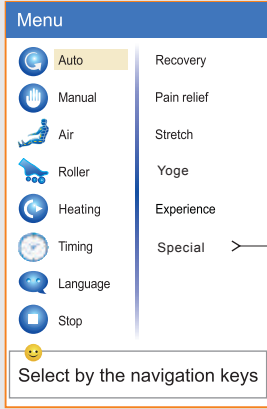 Menu
Auto
Recovery
Manual
Pain relief
Air
Stretch
Roller
Yoge
Heating
Experience
Timing
Special
Language
Stop
Select by the navigation keys